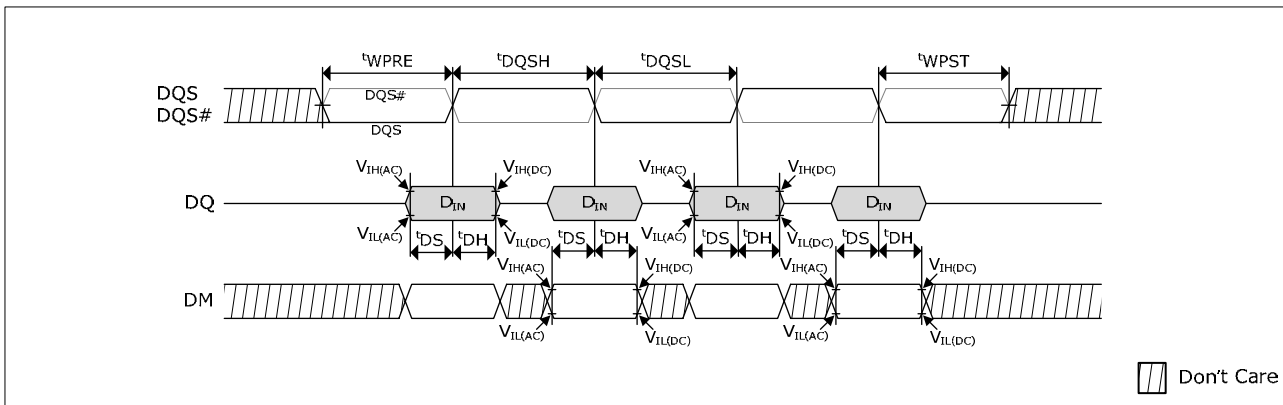 tWPRE tDQSH tDQSL tWPST
DQS
DQS#
DQS#
DQS
VIH(AC) VIH(DC) VIH(AC) VIH(DC)
DQ DIN DIN DIN DIN
VIL(AC) VIL(DC) VIL(AC) VIL(DC)
tDS tDH tDS tDH tDS tDH tDS tDH
VIH(AC) VIH(DC) VIH(AC) VIH(DC)
DM
VIL(AC) VIL(DC) VIL(AC) VIL(DC)
Don't Care